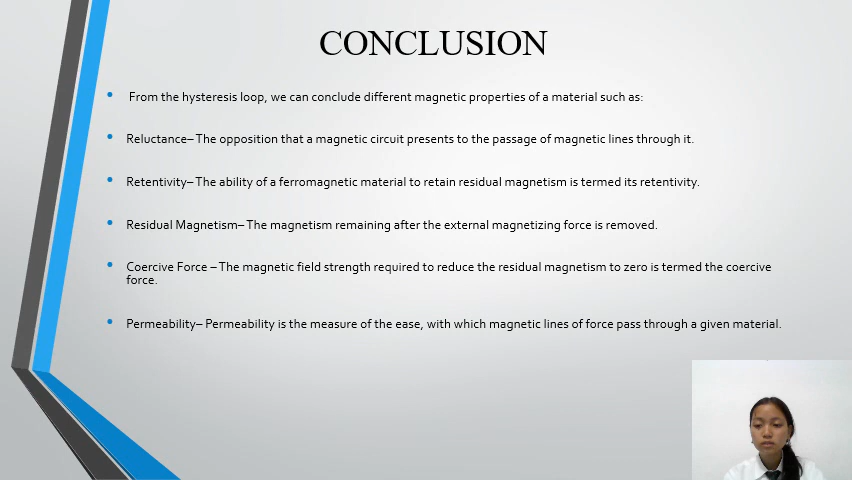 CONCLUSION
From the hysteresis loop, we can conclude different magnetic properties of a material such as:
Reluctance– The opposition that a magnetic circuit presents to the passage of magnetic lines through it.
Retentivity– The ability of a ferromagnetic material to retain residual magnetism is termed its retentivity.
Residual Magnetism– The magnetism remaining after the external magnetizing force is removed.
Coercive Force – The magnetic field strength required to reduce the residual magnetism to zero is termed the coercive
force.
Permeability– Permeability is the measure of the ease, with which magnetic lines of force pass through a given material.